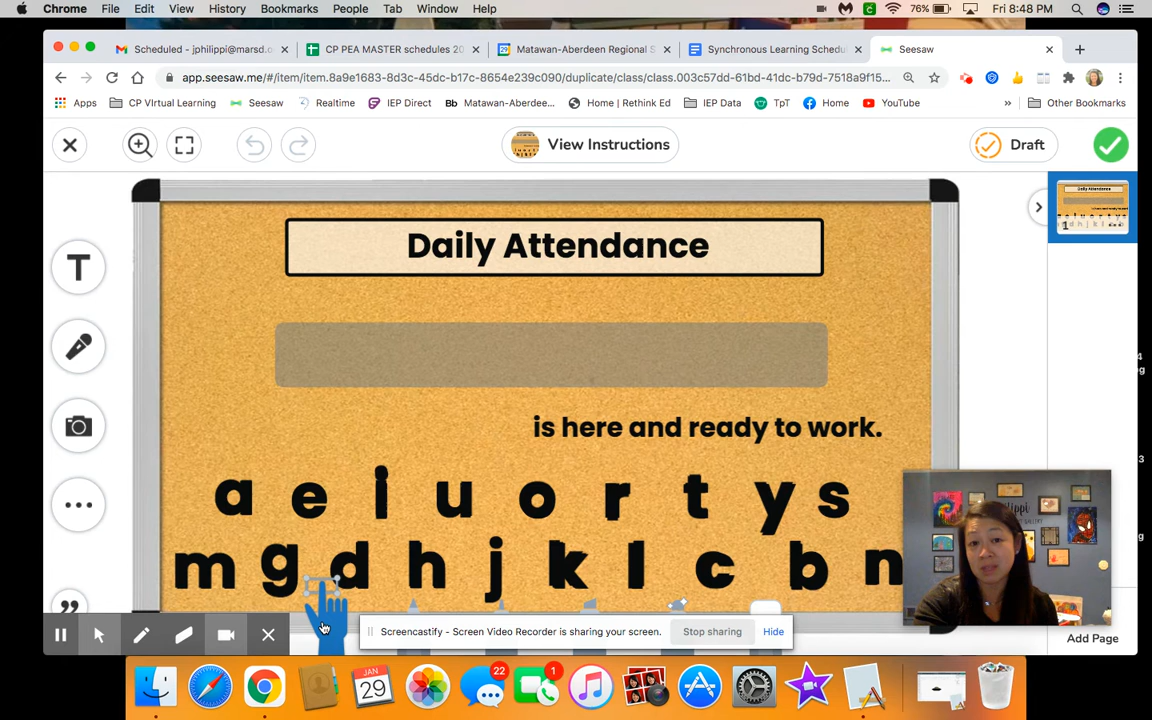 Chrome File Edit View History Bookmarks People Tab Window Help 76% Fri 8:48 PM
Scheduled - jphilippi@marsd.o
CP PEA MASTER schedules 20
Matawan-Aberdeen Regional S
Synchronous Learning Schedu
Seesaw
app.seesaw.me/#/item/item.8a9e1683-8d3c-45dc-b17c-8654e239c090/duplicate/class/class.003c57dd-61bd-41dc-b79d-7518a9f15...
Apps CP VIrtual Learning Seesaw Realtime IEP Direct Bb Matawan-Aberdee... Home | Rethink Ed IEP Data TpT Home YouTube » Other Bookmarks
View Instructions
Draft
Daily Attendance
T
is here and ready to work.
a e i u o r t y s
m g d h j k l c b n
Screencastify - Screen Video Recorder is sharing your screen. Stop sharing Hide
Add Page
JAN
29
22
1